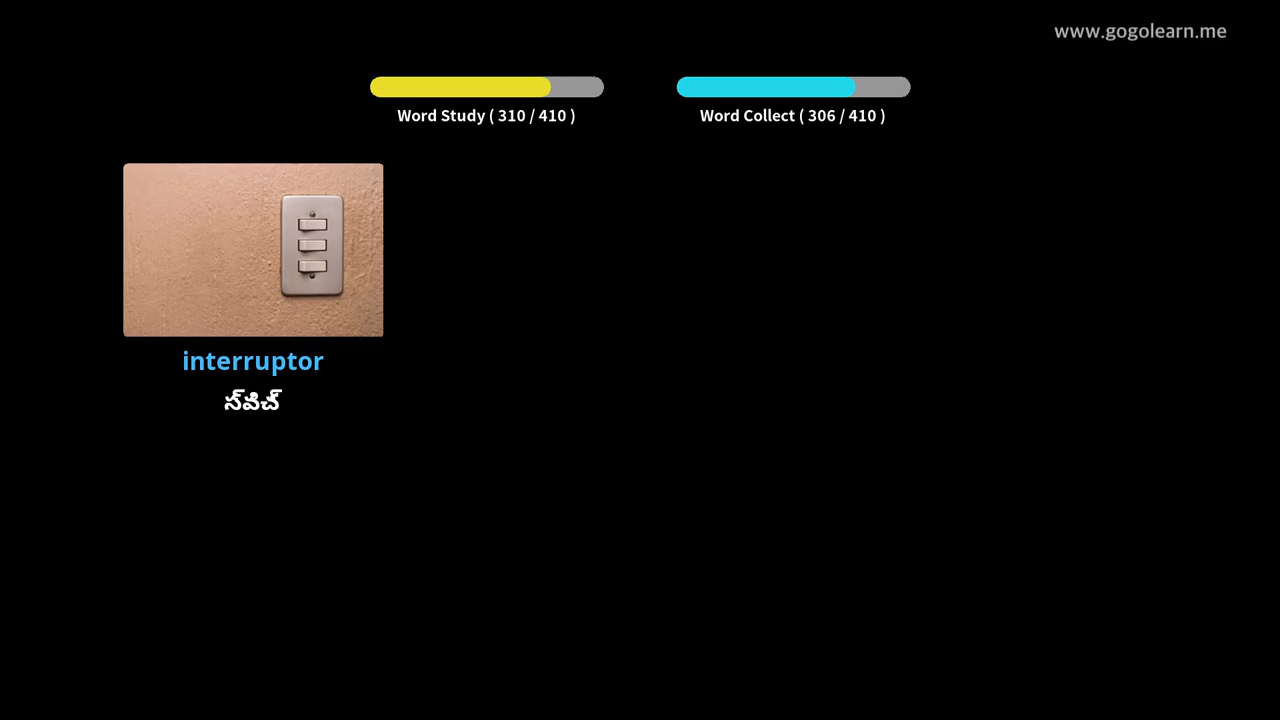 www.gogolearn.me
Word Study ( 310 / 410 )
Word Collect ( 306 / 410 )
interruptor
స్‌విచ్